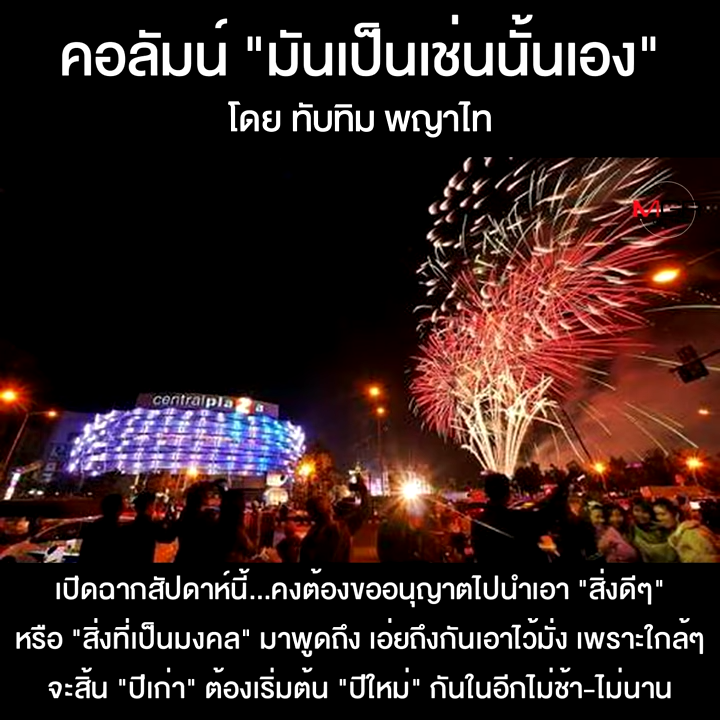 คอลัมน์ "มันเป็นเช่นนั้นเอง"
โดย ทับทิม พญาไท
centralplaza
เปิดฉากสัปดาห์นี้...คงต้องขออนุญาตไปนำเอา "สิ่งดีๆ"
หรือ "สิ่งที่เป็นมงคล" มาพูดถึง เอ่ยถึงกันเอาไว้มั่ง เพราะใกล้ๆ
จะสิ้น "ปีเก่า" ต้องเริ่มต้น "ปีใหม่" กันในอีกไม่ช้า-ไม่นาน